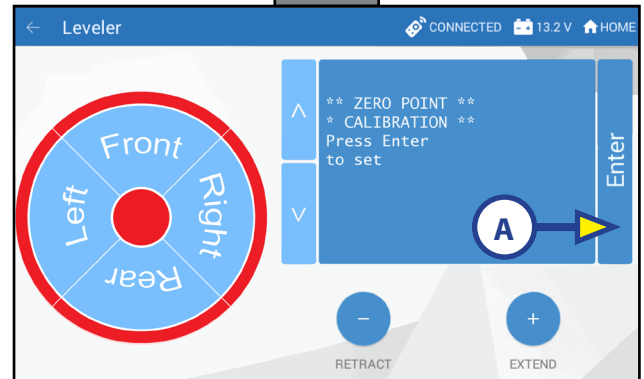 ← Leveler CONNECTED 13.2 V HOME
Front
Left
Right
Rear
^
v
** ZERO POINT **
* CALIBRATION **
Press Enter
to set
Enter
A
−
+
RETRACT
EXTEND